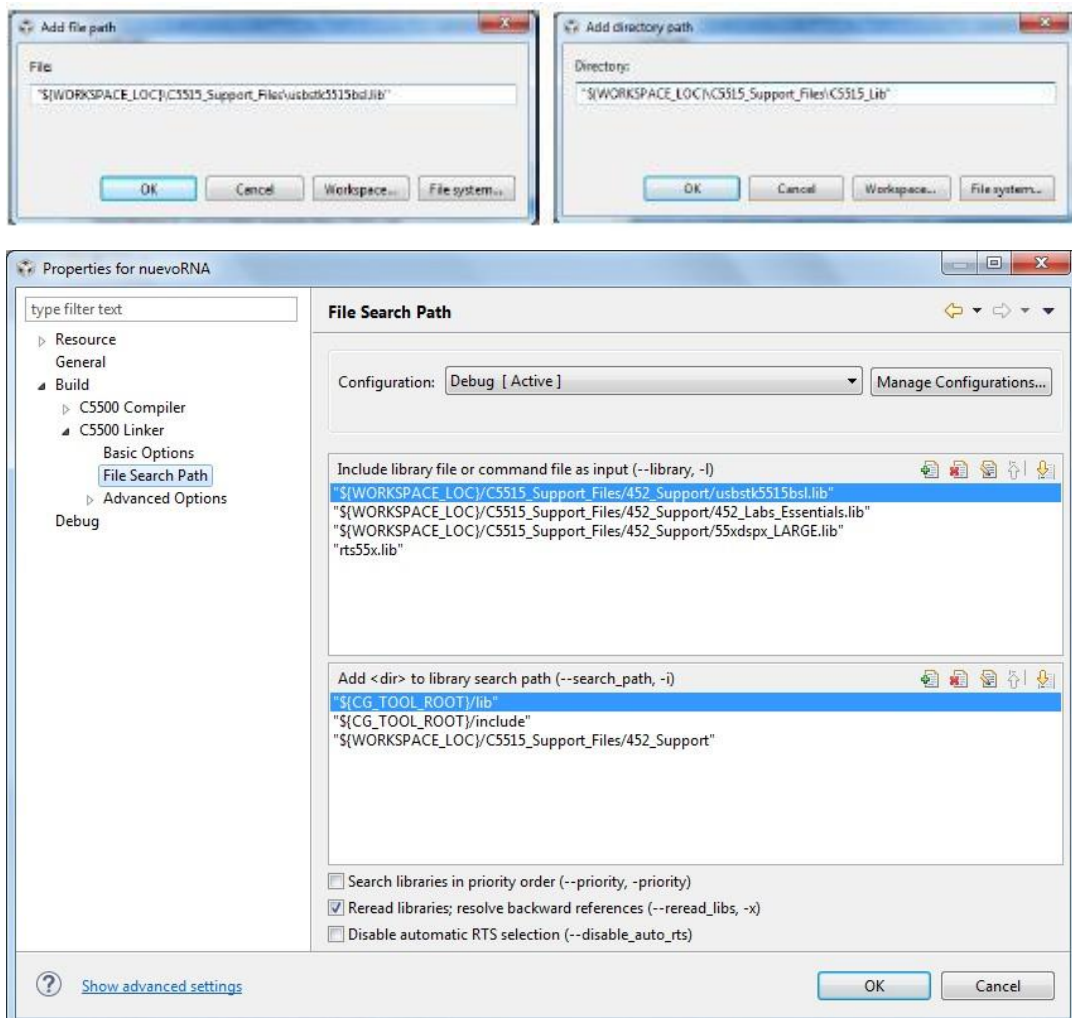 Add file path
File:
"${WORKSPACE_LOC}\C5515_Support_Files\usbstk5515bsl.lib"
OK
Cancel
Workspace...
File system...
Add directory path
Directory:
"${WORKSPACE_LOC}\C5515_Support_Files\C5515_Lib"
OK
Cancel
Workspace...
File system...
Properties for nuevoRNA
type filter text
Resource
General
Build
C5500 Compiler
C5500 Linker
Basic Options
File Search Path
Advanced Options
Debug
File Search Path
Configuration:
Debug [ Active ]
Manage Configurations...
Include library file or command file as input (--library, -l)
"${WORKSPACE_LOC}/C5515_Support_Files/452_Support/usbstk5515bsl.lib"
"${WORKSPACE_LOC}/C5515_Support_Files/452_Support/452_Labs_Essentials.lib"
"${WORKSPACE_LOC}/C5515_Support_Files/452_Support/55xdspx_LARGE.lib"
"rts55x.lib"
Add <dir> to library search path (--search_path, -i)
"${CG_TOOL_ROOT}/lib"
"${CG_TOOL_ROOT}/include"
"${WORKSPACE_LOC}/C5515_Support_Files/452_Support"
Search libraries in priority order (--priority, -priority)
Reread libraries; resolve backward references (--reread_libs, -x)
Disable automatic RTS selection (--disable_auto_rts)
Show advanced settings
OK
Cancel